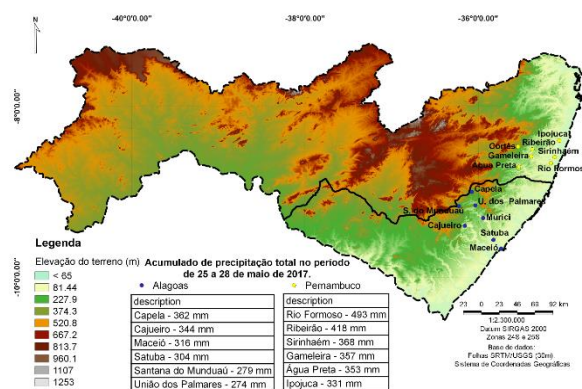 -40°0'0.00"
-38°0'0.00"
-36°0'0.00"
N
-8°0'0.00"
-10°0'0.00"
Ipojucal
Ribeirão
Cortês
Sirinhaém
Gameleira
Água Preta
Rio Formoso
Capela
S. do Munduaú
U. dos Palmares
Cajueiro
Murici
Satuba
Maceió
Legenda
Elevação do terreno (m)
< 65
81.44
227.9
374.3
520.8
667.2
813.7
960.1
1107
1253
Acumulado de precipitação total no período
de 25 a 28 de maio de 2017.
Alagoas
description
Capela - 362 mm
Cajueiro - 344 mm
Maceió - 316 mm
Satuba - 304 mm
Santana do Munduaú - 279 mm
União dos Palmares - 274 mm
Pernambuco
description
Rio Formoso - 493 mm
Ribeirão - 418 mm
Sirinhaém - 368 mm
Gameleira - 357 mm
Água Preta - 353 mm
Ipojuca - 331 mm
23 0 23 46 69 92 km
1:2.300.000
Datum SIRGAS 2000
Zonas 24S e 25S
Base de dados:
Folhas SRTM/USGS (30m)
Sistema de Coordenadas Geográficas